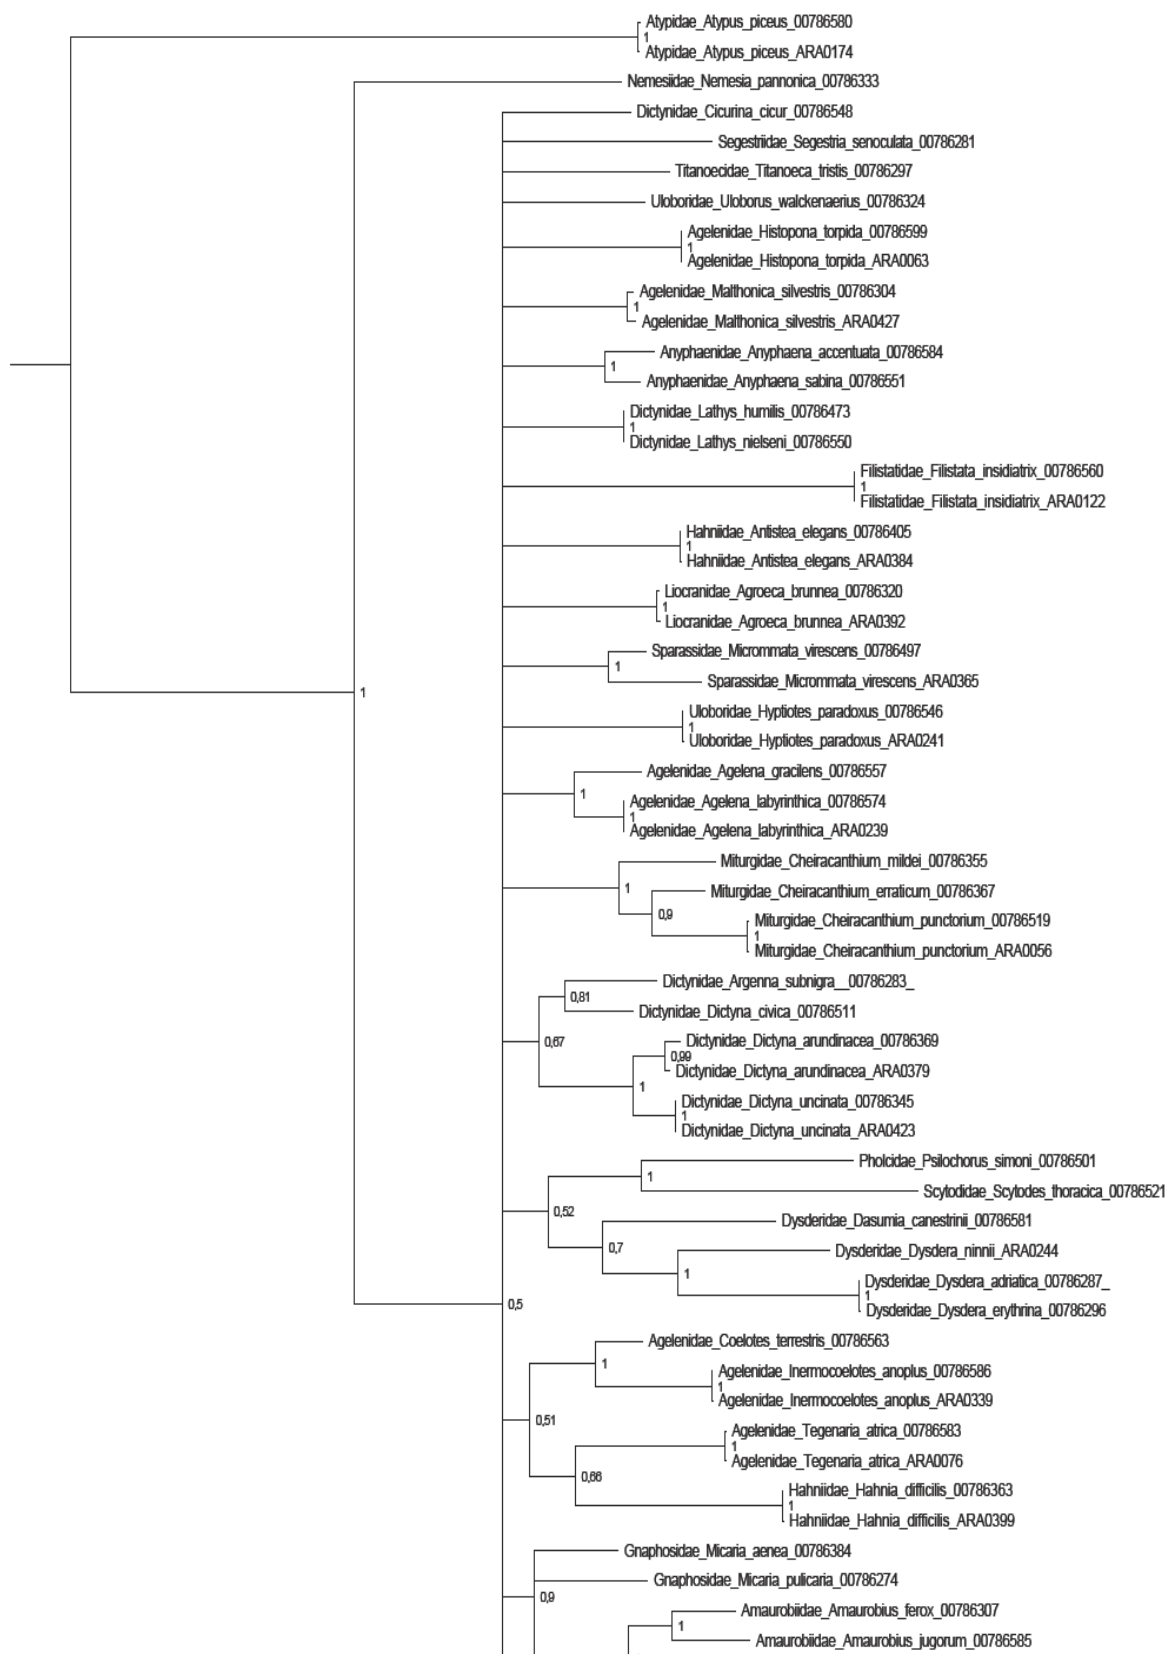 Atypidae_Atypus_piceus_00786580
1
Atypidae_Atypus_piceus_ARA0174
Nemesiidae_Nemesia_pannonica_00786333
Dictynidae_Cicurina_cicur_00786548
Segestriidae_Segestria_senoculata_00786281
Titanoecidae_Titanoeca_tristis_00786297
Uloboridae_Uloborus_walckenaerius_00786324
Agelenidae_Histopona_torpida_00786599
1
Agelenidae_Histopona_torpida_ARA0063
Agelenidae_Malthonica_silvestris_00786304
1
Agelenidae_Malthonica_silvestris_ARA0427
Anyphaenidae_Anyphaena_accentuata_00786584
1
Anyphaenidae_Anyphaena_sabina_00786551
Dictynidae_Lathys_humilis_00786473
1
Dictynidae_Lathys_nielseni_00786550
Filistatidae_Filistata_insidiatrix_00786560
1
Filistatidae_Filistata_insidiatrix_ARA0122
Hahniidae_Antistea_elegans_00786405
1
Hahniidae_Antistea_elegans_ARA0384
Liocranidae_Agroeca_brunnea_00786320
1
Liocranidae_Agroeca_brunnea_ARA0392
Sparassidae_Micrommata_virescens_00786497
1
Sparassidae_Micrommata_virescens_ARA0365
1
Uloboridae_Hyptiotes_paradoxus_00786546
1
Uloboridae_Hyptiotes_paradoxus_ARA0241
Agelenidae_Agelena_gracilens_00786557
1
Agelenidae_Agelena_labyrinthica_00786574
1
Agelenidae_Agelena_labyrinthica_ARA0239
Miturgidae_Cheiracanthium_mildei_00786355
1
Miturgidae_Cheiracanthium_erraticum_00786367
0,9
Miturgidae_Cheiracanthium_punctorium_00786519
1
Miturgidae_Cheiracanthium_punctorium_ARA0056
Dictynidae_Argenna_subnigra__00786283_
0,81
Dictynidae_Dictyna_civica_00786511
0,67
Dictynidae_Dictyna_arundinacea_00786369
0,99
Dictynidae_Dictyna_arundinacea_ARA0379
1
Dictynidae_Dictyna_uncinata_00786345
1
Dictynidae_Dictyna_uncinata_ARA0423
Pholcidae_Psilochorus_simoni_00786501
1
Scytodidae_Scytodes_thoracica_00786521
0,52
Dysderidae_Dasumia_canestrinii_00786581
0,7
Dysderidae_Dysdera_ninnii_ARA0244
1
Dysderidae_Dysdera_adriatica_00786287_
1
Dysderidae_Dysdera_erythrina_00786296
0,5
Agelenidae_Coelotes_terrestris_00786563
1
Agelenidae_Inermocoelotes_anoplus_00786586
1
Agelenidae_Inermocoelotes_anoplus_ARA0339
0,51
Agelenidae_Tegenaria_atrica_00786583
1
Agelenidae_Tegenaria_atrica_ARA0076
0,66
Hahniidae_Hahnia_difficilis_00786363
1
Hahniidae_Hahnia_difficilis_ARA0399
Gnaphosidae_Micaria_aenea_00786384
Gnaphosidae_Micaria_pulicaria_00786274
0,9
Amaurobiidae_Amaurobius_ferox_00786307
1
Amaurobiidae_Amaurobius_jugorum_00786585